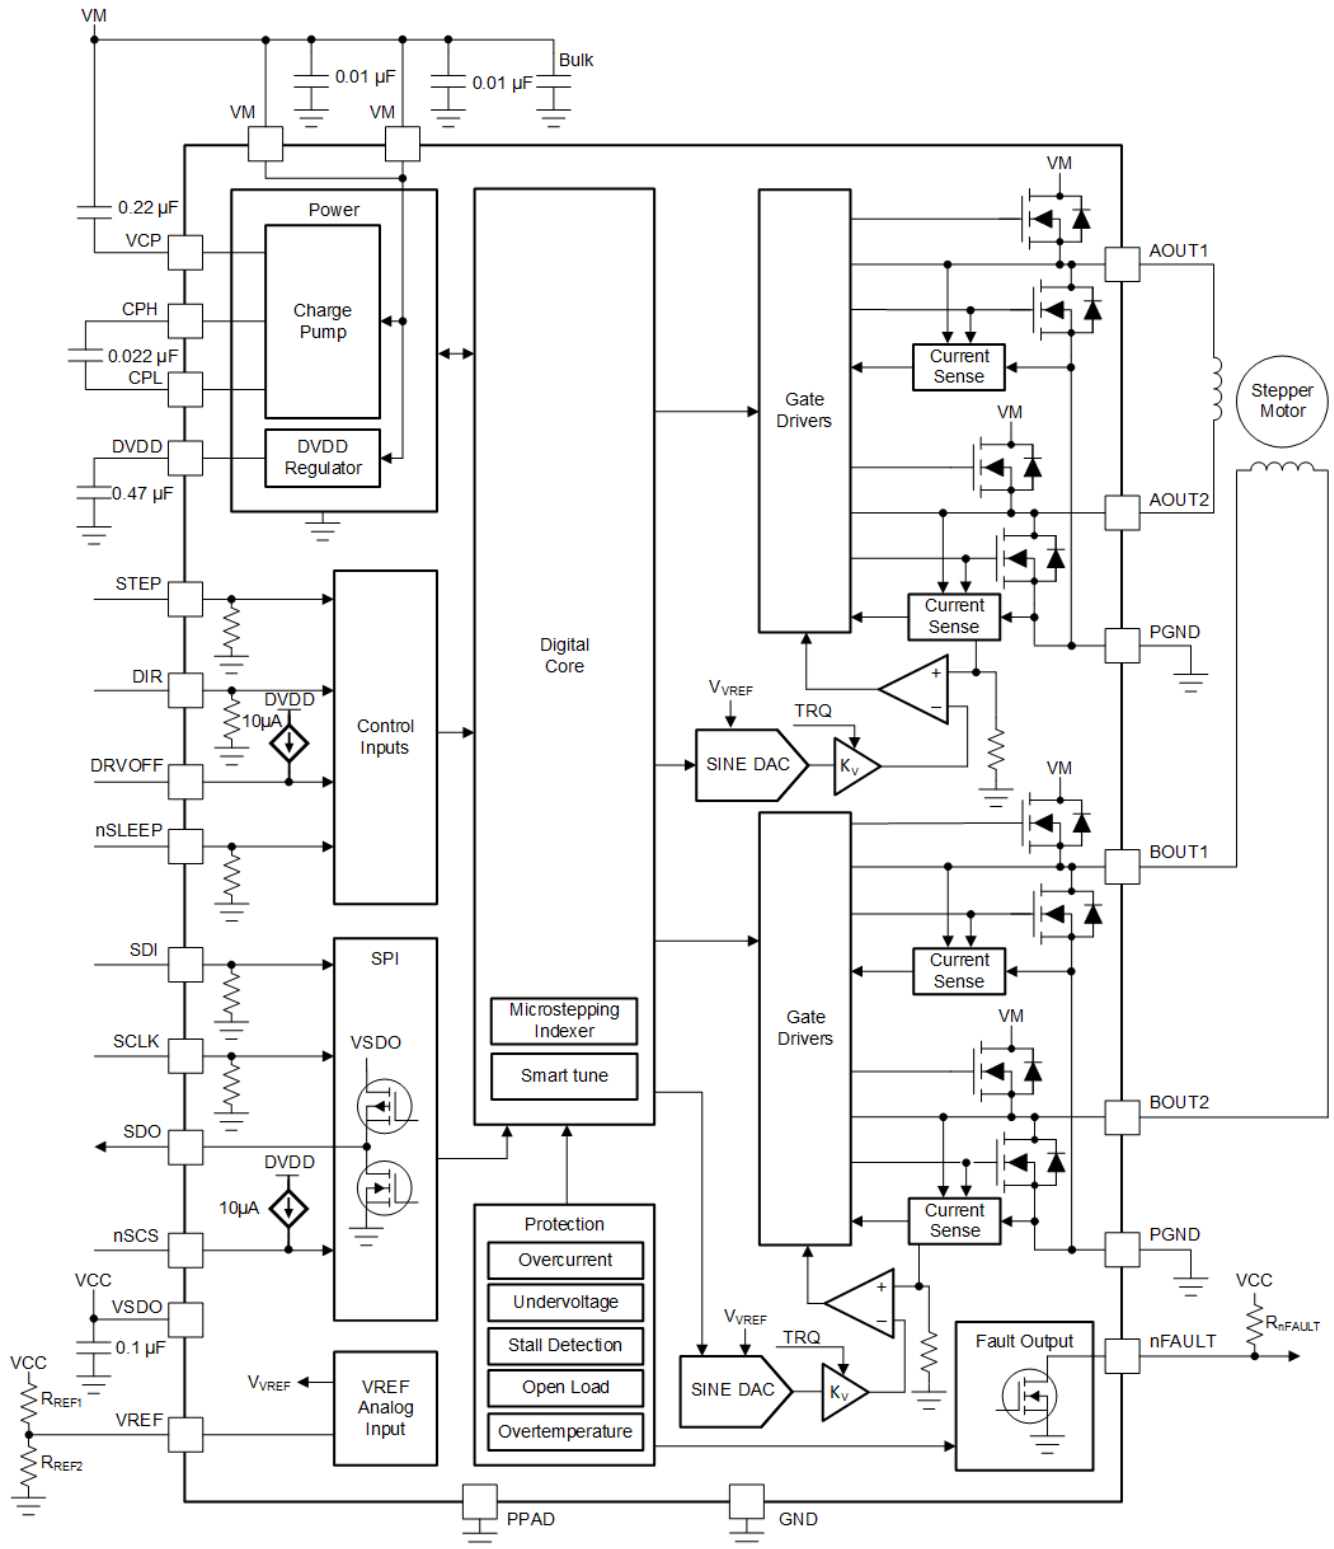 VM
Bulk
0.01 µF
0.01 µF
VM
VM
VM
0.22 µF
Power
VCP
AOUT1
CPH
Charge
Pump
0.022 µF
CPL
Current
Sense
Gate
Drivers
Stepper
Motor
VM
DVDD
DVDD
Regulator
0.47 µF
AOUT2
STEP
Current
Sense
Digital
Core
PGND
DIR
DVDD
10µA
Control
Inputs
VVREF
TRQ
+
−
DRVOFF
SINE DAC
KV
VM
nSLEEP
BOUT1
SDI
SPI
Current
Sense
Microstepping
Indexer
Gate
Drivers
VM
SCLK
VSDO
Smart tune
BOUT2
SDO
DVDD
10µA
Current
Sense
Protection
nSCS
PGND
Overcurrent
VCC
VSDO
Undervoltage
VVREF
TRQ
+
−
VCC
RnFAULT
0.1 µF
Stall Detection
Fault Output
nFAULT
VCC
RREF1
VVREF
VREF
Analog
Input
Open Load
SINE DAC
KV
VREF
Overtemperature
RREF2
PPAD
GND